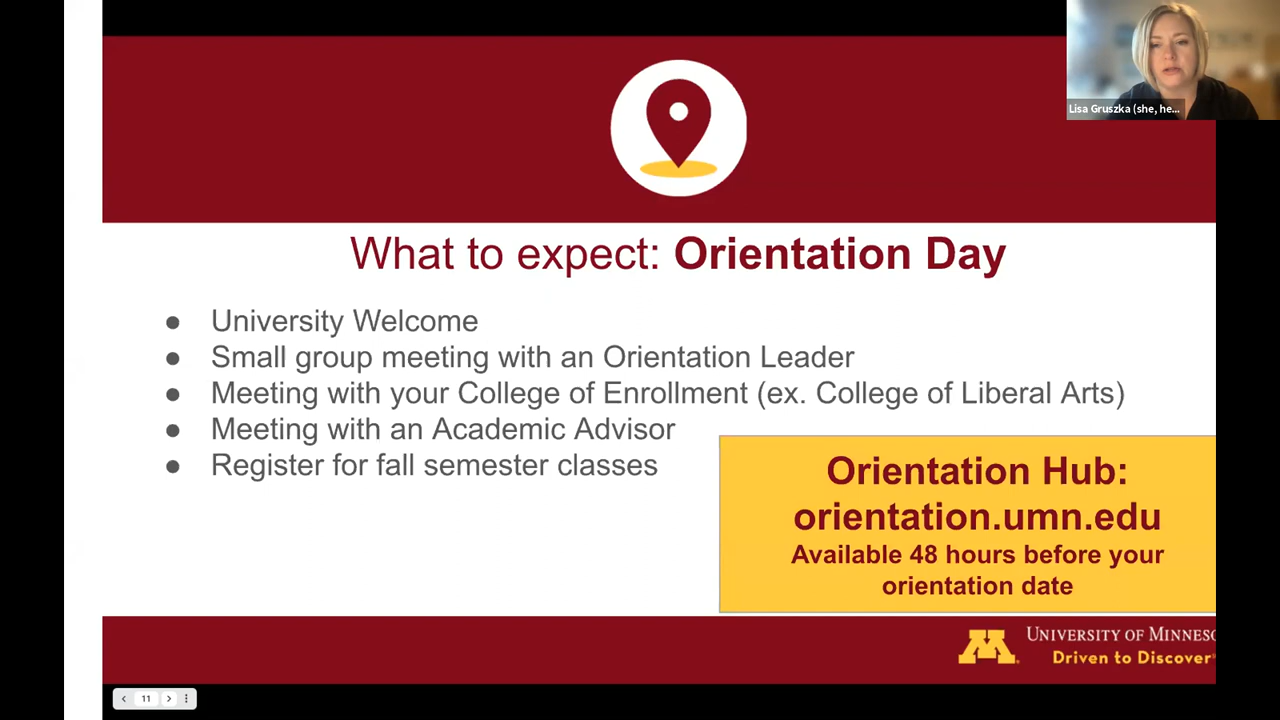 Lisa Gruszka (she, he...
What to expect: Orientation Day
● University Welcome
● Small group meeting with an Orientation Leader
● Meeting with your College of Enrollment (ex. College of Liberal Arts)
● Meeting with an Academic Advisor
● Register for fall semester classes
Orientation Hub:
orientation.umn.edu
Available 48 hours before your
orientation date
M
UNIVERSITY OF MINNESO
Driven to Discover
11